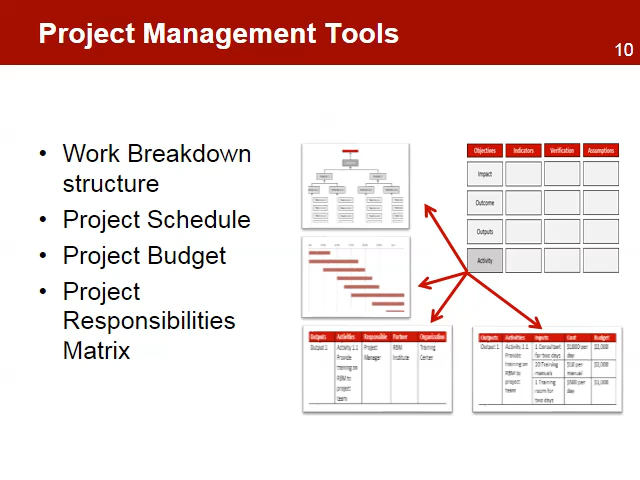 Project Management Tools
10
• Work Breakdown
structure
• Project Schedule
• Project Budget
• Project
Responsibilities
Matrix
Objectives Indicators Verification Assumptions
Impact
Outcome
Outputs
Activity
Outputs Activities Responsible Partner Organization
Output 1 Activity 1.1 Project RBM Training
Provide Manager Institute Center
training on
RBM to
project
team
Outputs Activities Inputs Cost Budget
Output 1 Activity 1.1 1 Consultant $1000 per $2,000
Provide for two days day
training on 20 Training $10 per $2,000
RBM to manuals manual
project 1 Training $500 per $1,000
team room for day
two days